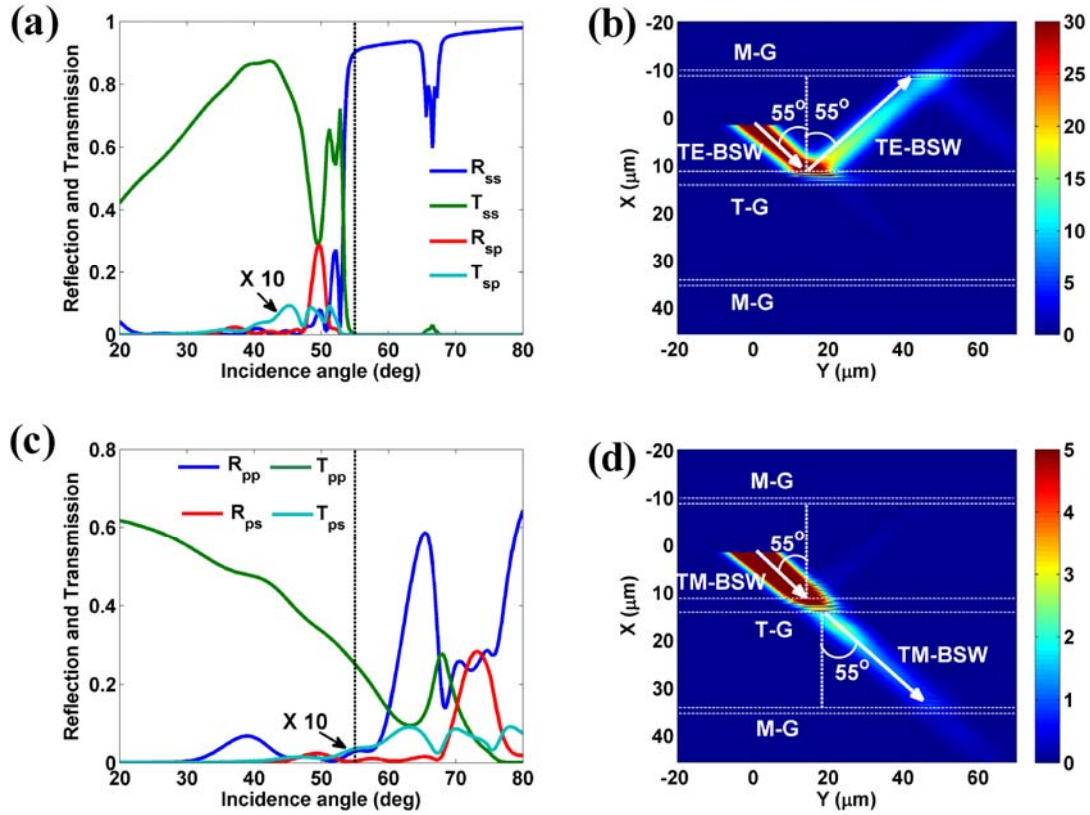 (a)
Reflection and Transmission
1
0.8
0.6
0.4
0.2
0
R_ss
T_ss
R_sp
T_sp
X 10
20 30 40 50 60 70 80
Incidence angle (deg)
(b)
X (μm)
-20
-10
0
10
20
30
40
M-G
55° 55°
TE-BSW TE-BSW
T-G
M-G
-20 0 20 40 60
Y (μm)
30
25
20
15
10
5
0
(c)
Reflection and Transmission
0.8
0.6
0.4
0.2
0
R_pp T_pp
R_ps T_ps
X 10
20 30 40 50 60 70 80
Incidence angle (deg)
(d)
X (μm)
-20
-10
0
10
20
30
40
M-G
55°
TM-BSW
T-G
55°
TM-BSW
M-G
-20 0 20 40 60
Y (μm)
5
4
3
2
1
0